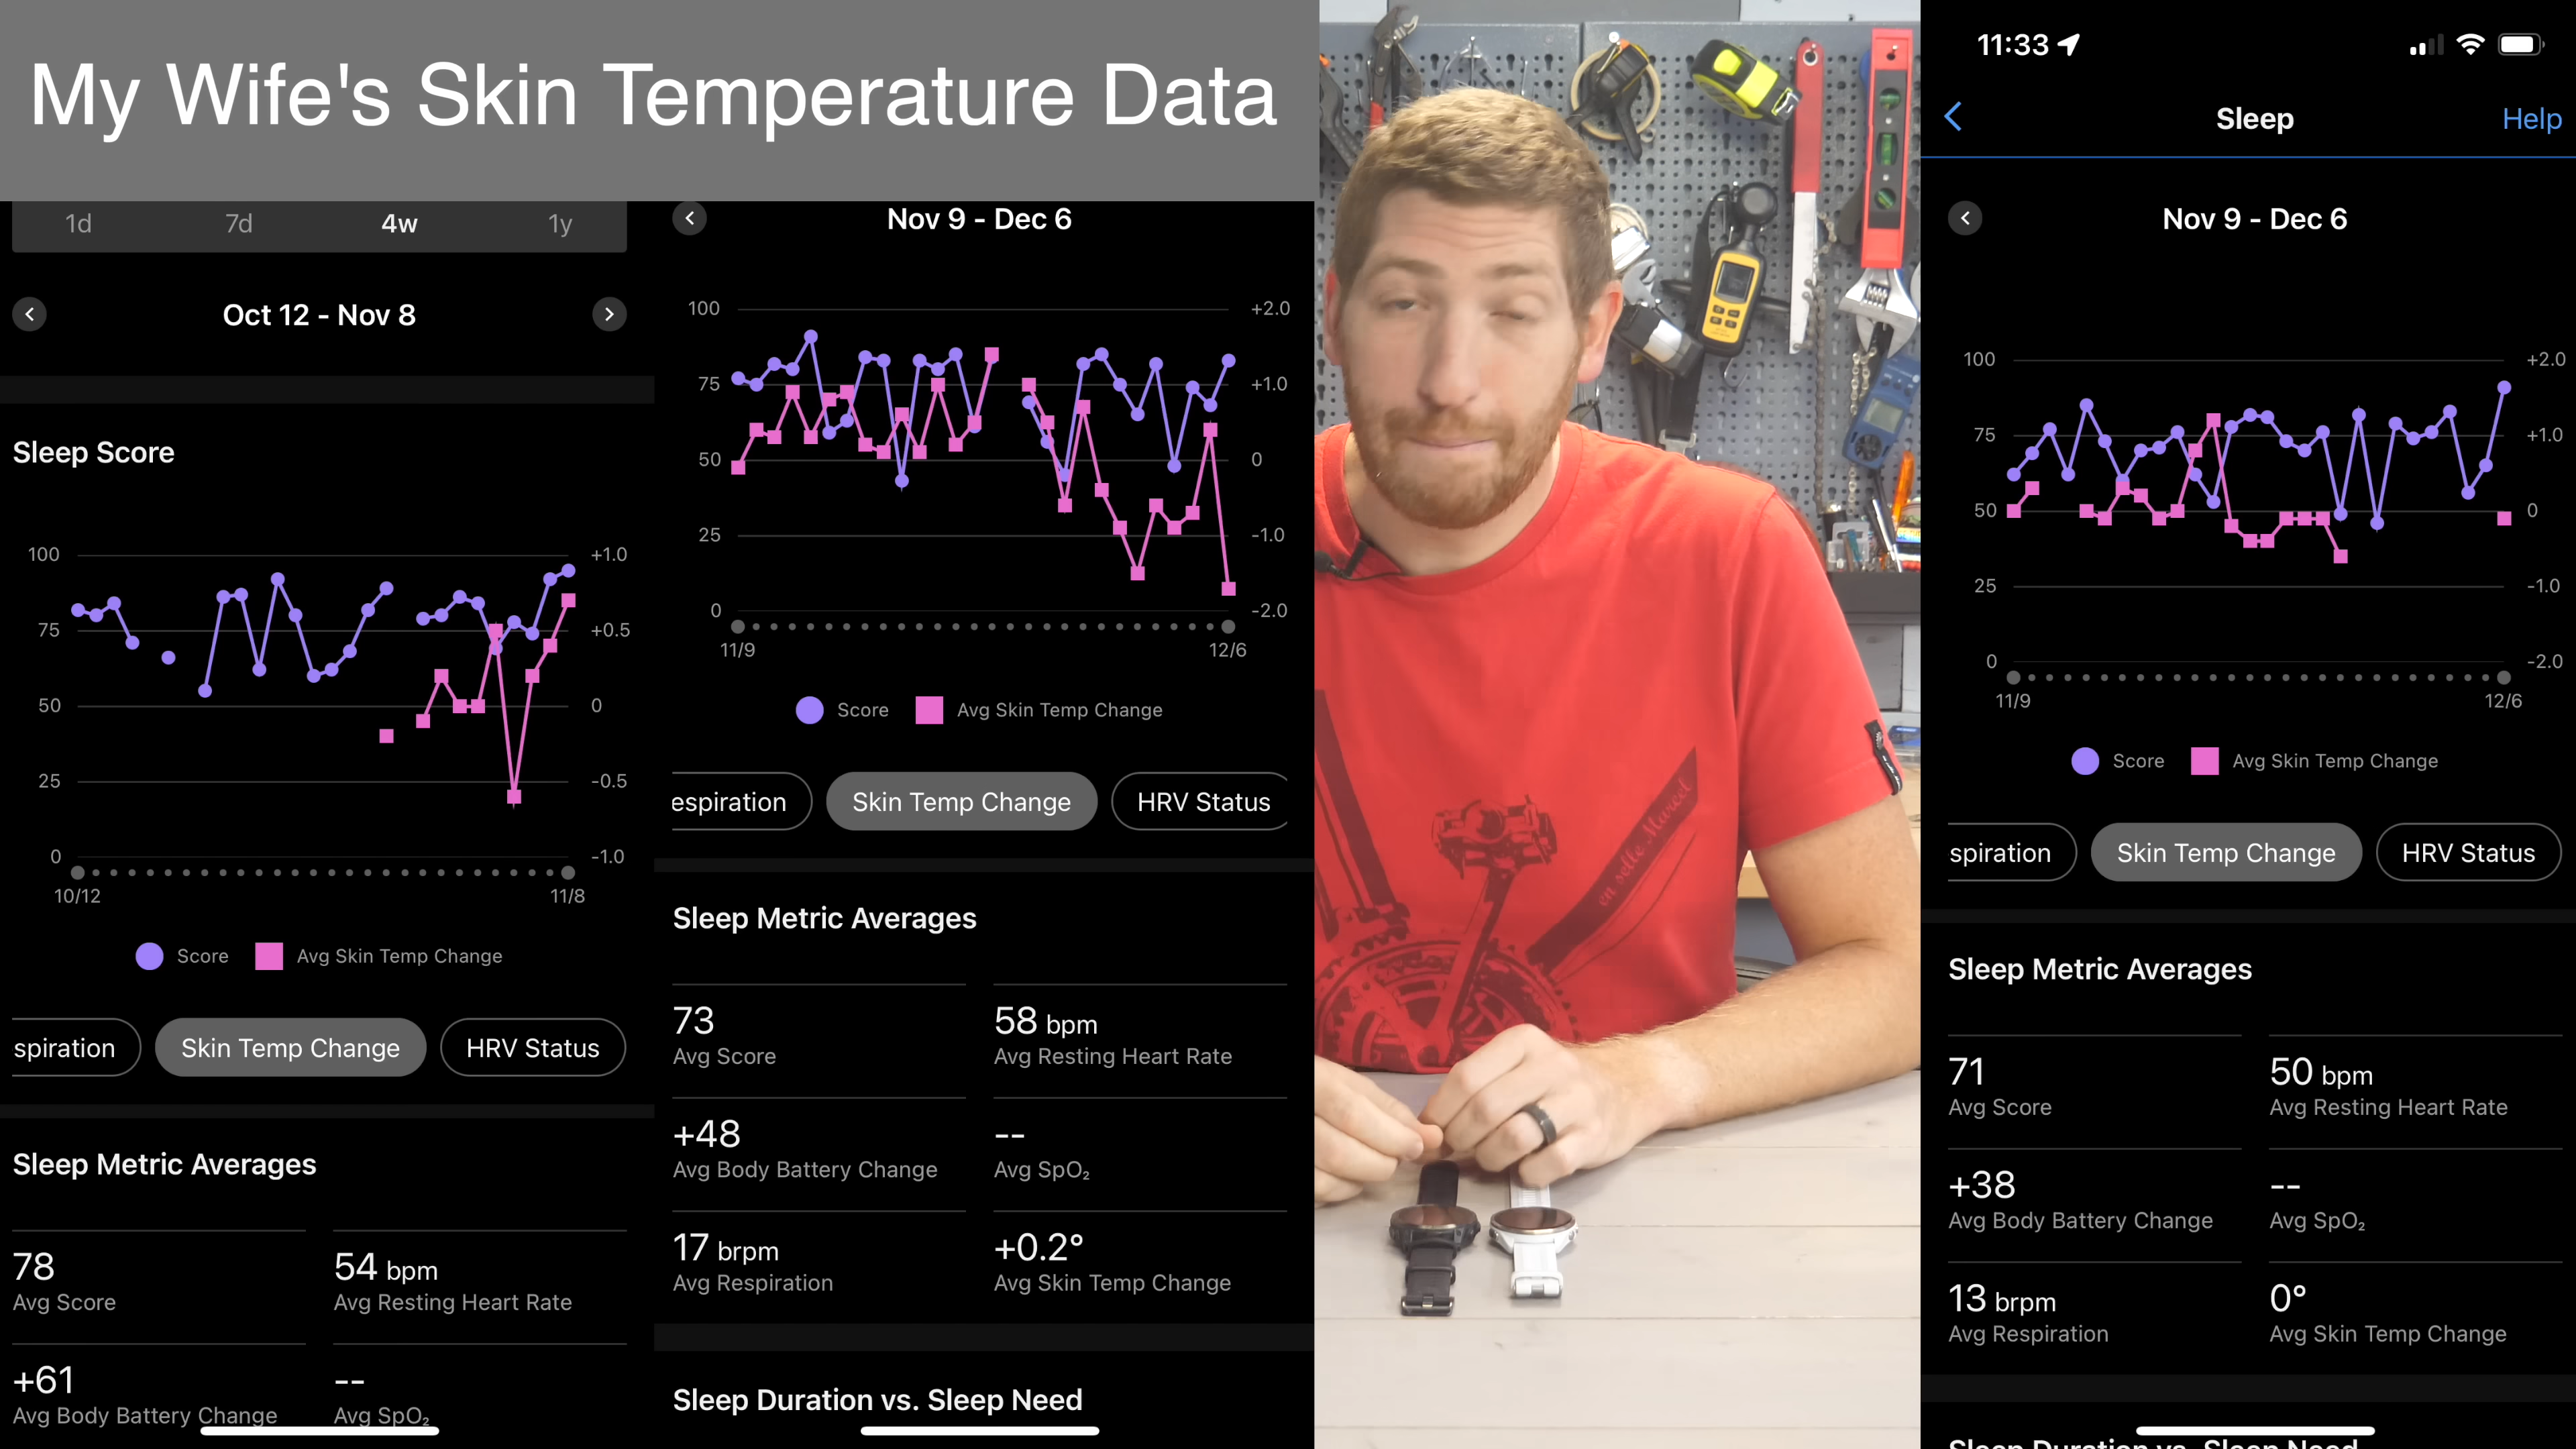 My Wife's Skin Temperature Data
1d 7d 4w 1y
Oct 12 - Nov 8
Sleep Score
100 +1.0
75 +0.5
50 0
25 -0.5
0 -1.0
10/12 11/8
Score Avg Skin Temp Change
spiration Skin Temp Change HRV Status
Sleep Metric Averages
78 54 bpm
Avg Score Avg Resting Heart Rate
+61 --
Avg Body Battery Change Avg SpO₂
Nov 9 - Dec 6
100 +2.0
75 +1.0
50 0
25 -1.0
0 -2.0
11/9 12/6
Score Avg Skin Temp Change
espiration Skin Temp Change HRV Status
Sleep Metric Averages
73 58 bpm
Avg Score Avg Resting Heart Rate
+48 --
Avg Body Battery Change Avg SpO₂
17 brpm +0.2°
Avg Respiration Avg Skin Temp Change
Sleep Duration vs. Sleep Need
en selle Marcel
11:33
Sleep Help
Nov 9 - Dec 6
100 +2.0
75 +1.0
50 0
25 -1.0
0 -2.0
11/9 12/6
Score Avg Skin Temp Change
spiration Skin Temp Change HRV Status
Sleep Metric Averages
71 50 bpm
Avg Score Avg Resting Heart Rate
+38 --
Avg Body Battery Change Avg SpO₂
13 brpm 0°
Avg Respiration Avg Skin Temp Change
Sleep Duration vs. Sleep Need